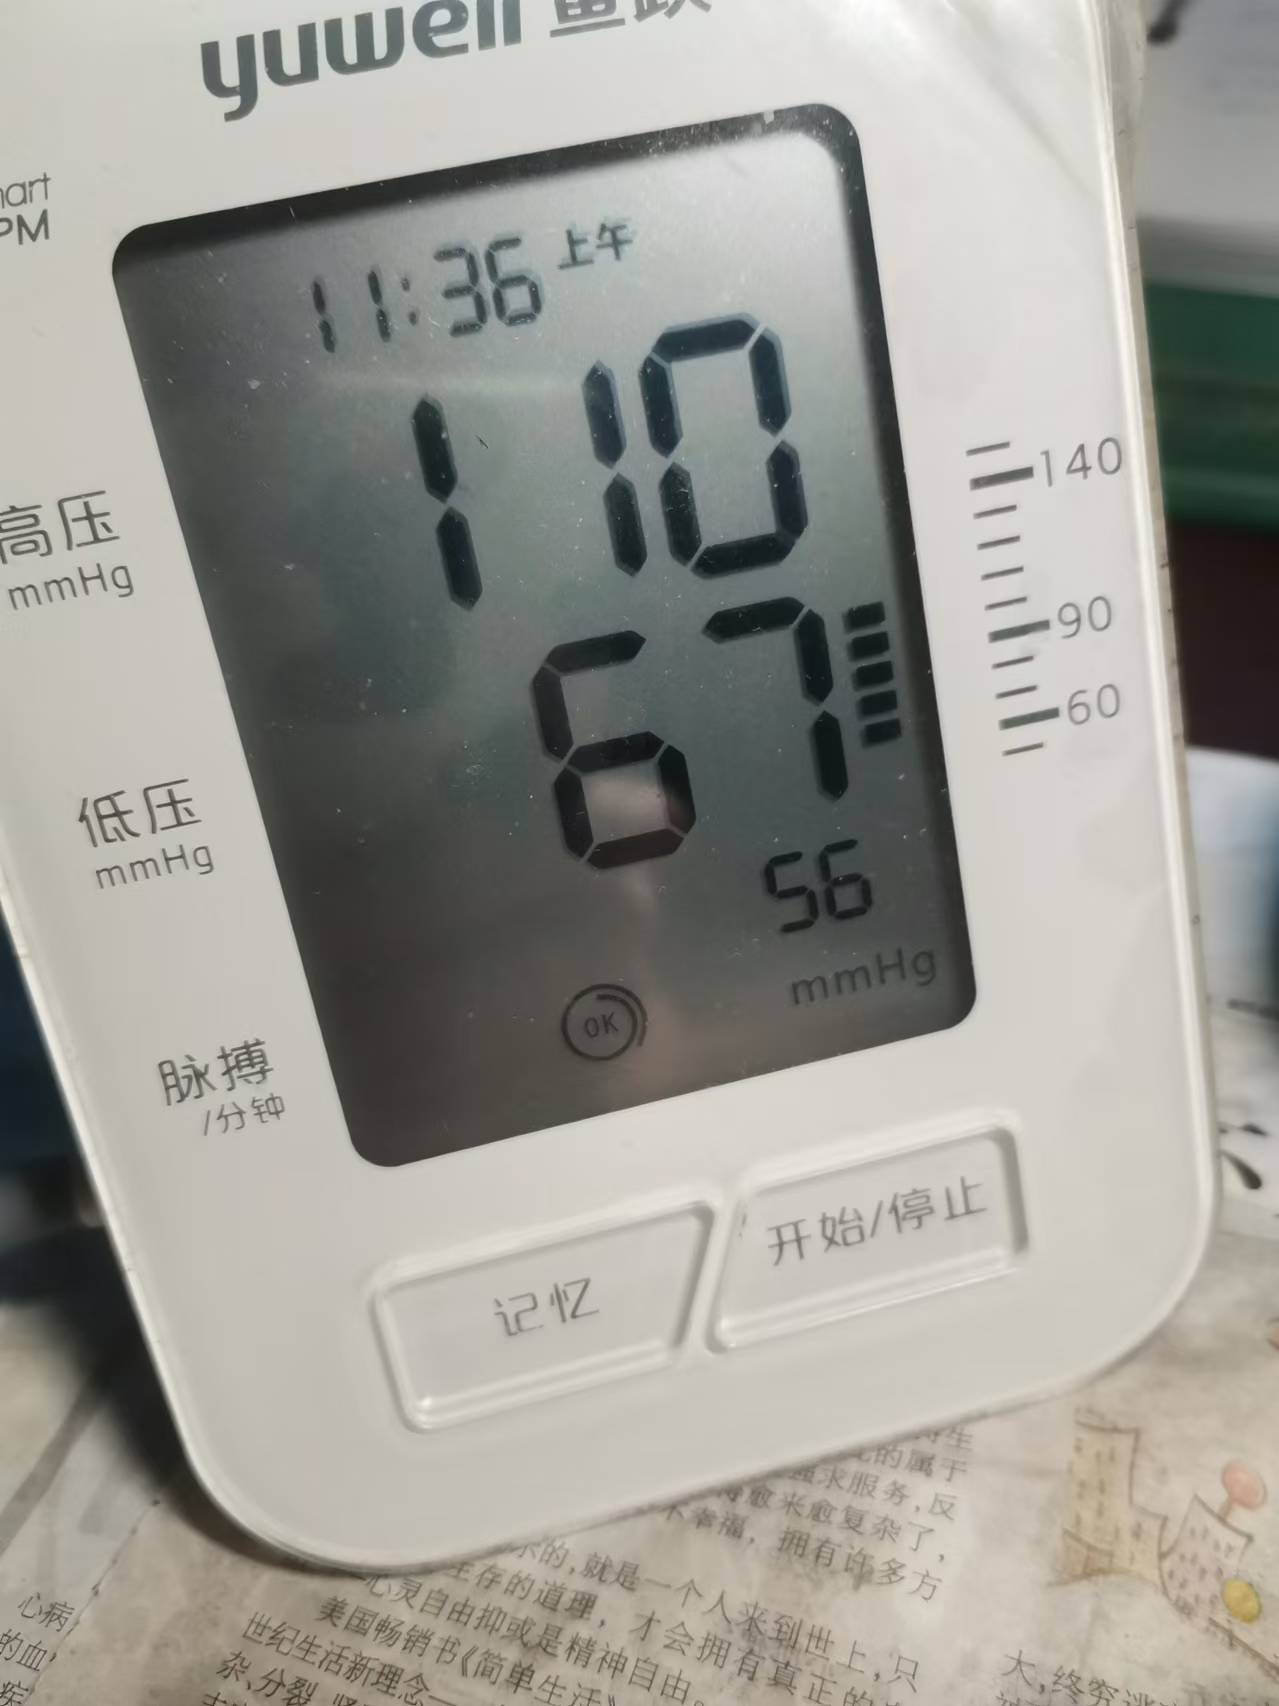 yuwell 鱼跃
PM
11:36 上午
110
高压
mmHg
140
90
60
67
低压
mmHg
56
mmHg
OK
脉搏
/分钟
记忆
开始/停止
的属于
求服务,反
愈来愈复杂了,
不幸福,拥有许多方
的,就是一个人来到世上,只
生存的道理,才会拥有真正的
心灵自由抑或是精神自由。
美国畅销书《简单生活》
世纪生活新理念
杂、分裂
心病
的血
疾
大,终究逃